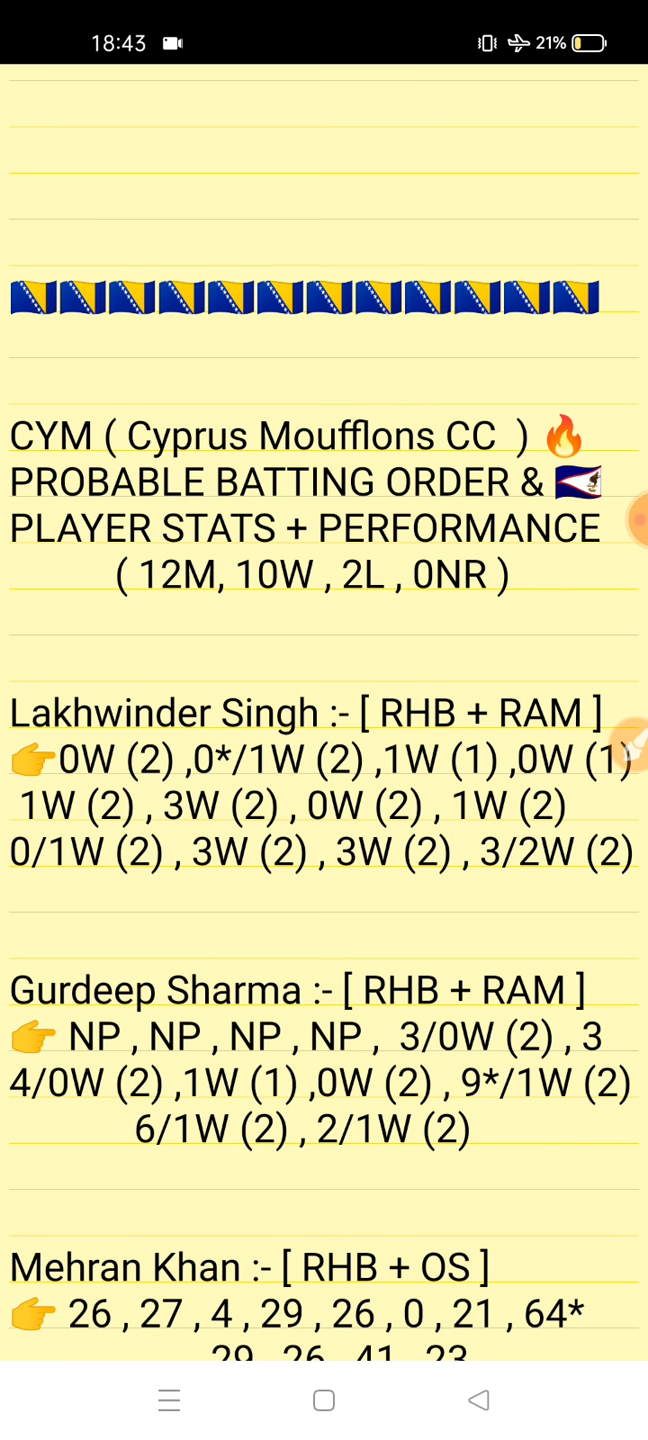 18:43 21%
🇧🇦🇧🇦🇧🇦🇧🇦🇧🇦🇧🇦🇧🇦🇧🇦🇧🇦🇧🇦🇧🇦🇧🇦
CYM ( Cyprus Moufflons CC ) 🔥
PROBABLE BATTING ORDER & 🇦🇸
PLAYER STATS + PERFORMANCE
( 12M, 10W , 2L , 0NR )
Lakhwinder Singh :- [ RHB + RAM ]
👉0W (2) ,0*/1W (2) ,1W (1) ,0W (1)
1W (2) , 3W (2) , 0W (2) , 1W (2)
0/1W (2) , 3W (2) , 3W (2) , 3/2W (2)
Gurdeep Sharma :- [ RHB + RAM ]
👉 NP , NP , NP , NP , 3/0W (2) , 3
4/0W (2) ,1W (1) ,0W (2) , 9*/1W (2)
6/1W (2) , 2/1W (2)
Mehran Khan :- [ RHB + OS ]
👉 26 , 27 , 4 , 29 , 26 , 0 , 21 , 64*
29 , 26 , 41 , 23